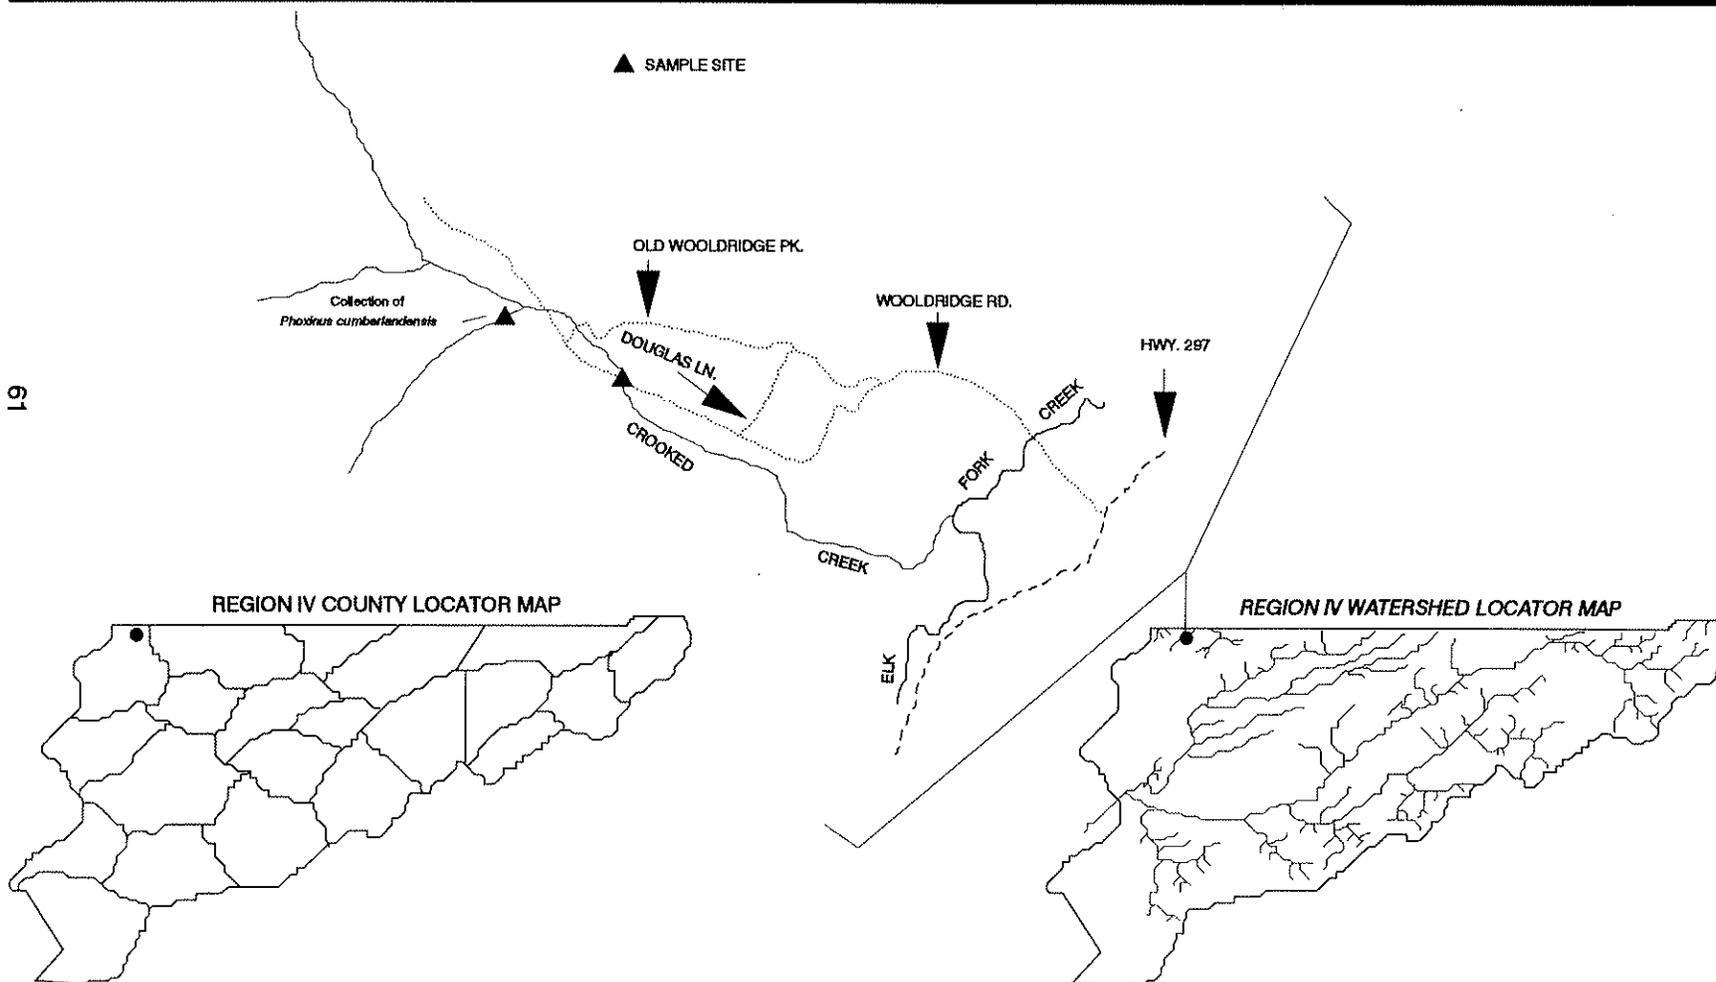 SAMPLE SITE
OLD WOOLDRIDGE PK.
WOOLDRIDGE RD.
HWY. 297
Collection of
Phoxinus cumberlandensis
DOUGLAS LN.
CROOKED
CREEK
ELK
FORK
CREEK
61
REGION IV COUNTY LOCATOR MAP
REGION IV WATERSHED LOCATOR MAP